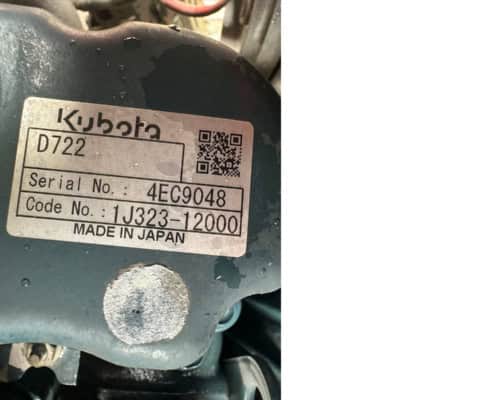 Kubota
D722
Serial No.: 4EC9048
Code No.: 1J323-12000
MADE IN JAPAN